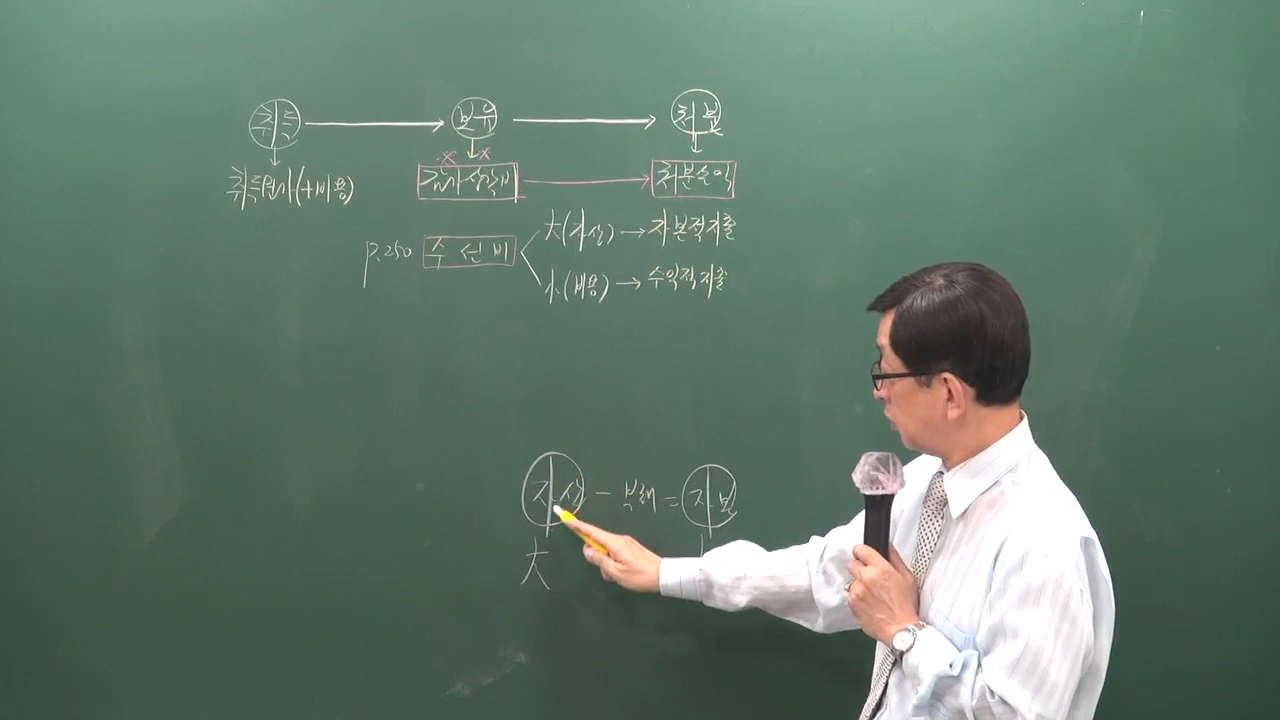 취득 → 보유 → 처분
취득원가(+비용) 감가상각비 → 처분손익
大(자산) → 자본적지출
p.250 수선비
小(비용) → 수익적지출
자산 - 부채 = 자본
大